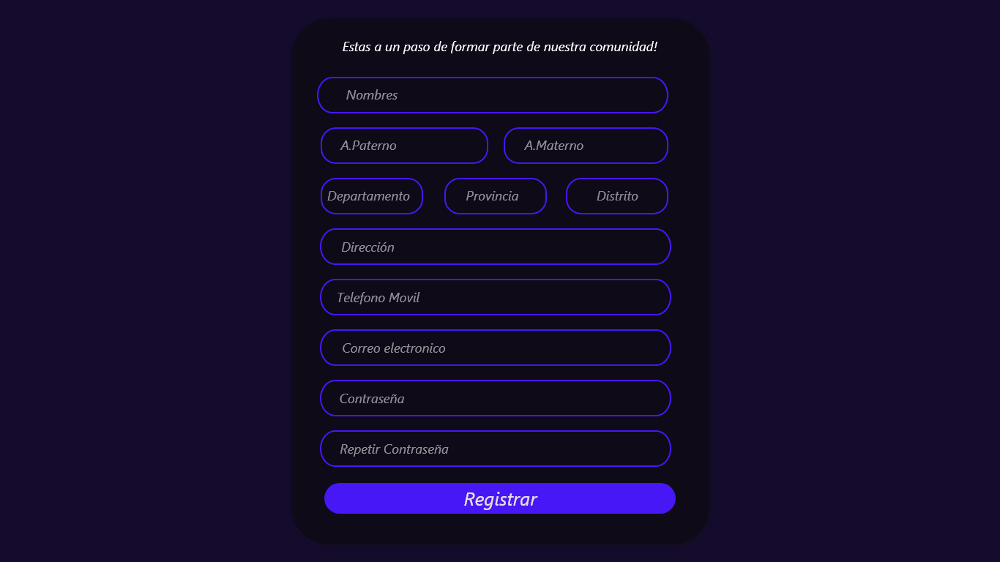 Estas a un paso de formar parte de nuestra comunidad!
Nombres
A.Paterno A.Materno
Departamento Provincia Distrito
Dirección
Telefono Movil
Correo electronico
Contraseña
Repetir Contraseña
Registrar